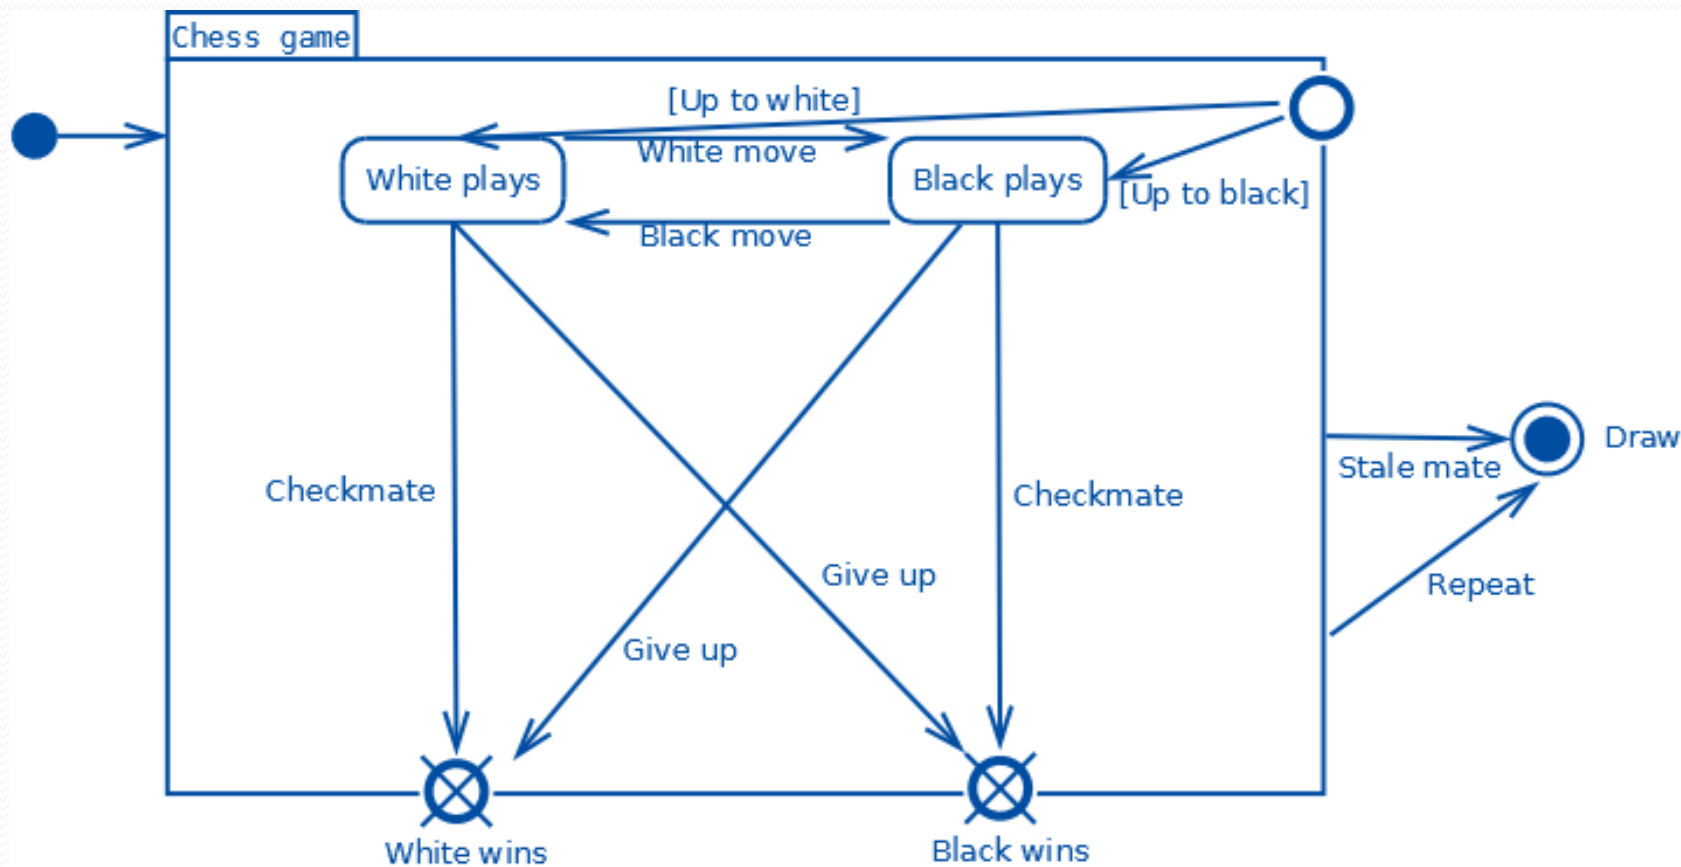 Chess game
[Up to white]
White move
White plays
Black plays
[Up to black]
Black move
Draw
Stale mate
Checkmate
Checkmate
Give up
Repeat
Give up
White wins
Black wins